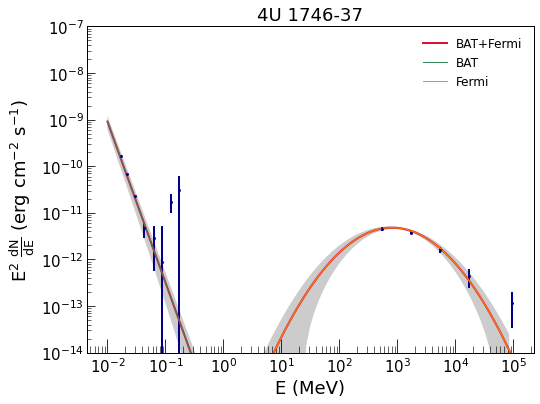 4U 1746-37
E² dN/dE (erg cm⁻² s⁻¹)
10⁻⁷
10⁻⁸
10⁻⁹
10⁻¹⁰
10⁻¹¹
10⁻¹²
10⁻¹³
10⁻¹⁴
BAT+Fermi
BAT
Fermi
10⁻² 10⁻¹ 10⁰ 10¹ 10² 10³ 10⁴ 10⁵
E (MeV)